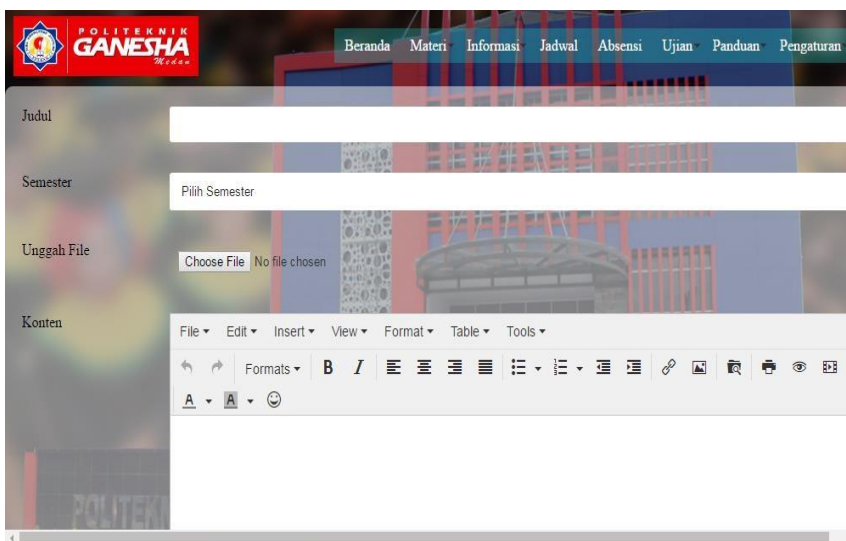 POLITEKNIK
GANESHA
Medan
Beranda Materi Informasi Jadwal Absensi Ujian Panduan Pengaturan
Judul
Semester
Pilih Semester
Unggah File
Choose File No file chosen
Konten
File Edit Insert View Format Table Tools
Formats B I
A A
POLITEKN